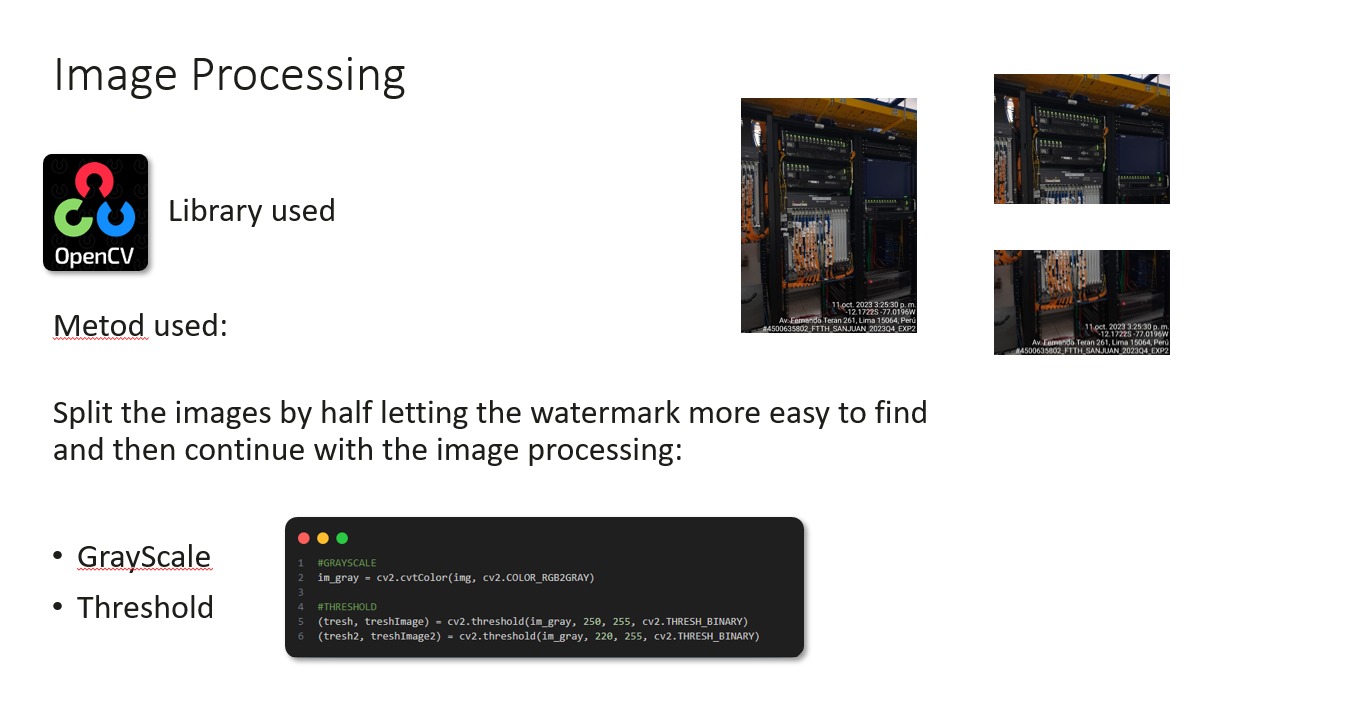 Image Processing
OpenCV
Library used
Metod used:
11 oct. 2023 3:25:30 p. m.
-12.1722S -77.0196W
Av. Fernando Teran 261, Lima 15064, Perú
#4500635802_FTTH_SANJUAN_2023Q4_EXP2
11 oct. 2023 3:25:30 p. m.
-12.1722S -77.0196W
Av. Fernando Teran 261, Lima 15064, Perú
#4500635802_FTTH_SANJUAN_2023Q4_EXP2
Split the images by half letting the watermark more easy to find
and then continue with the image processing:
• GrayScale
• Threshold
1 #GRAYSCALE
2 im_gray = cv2.cvtColor(img, cv2.COLOR_RGB2GRAY)
3
4 #THRESHOLD
5 (tresh, treshImage) = cv2.threshold(im_gray, 250, 255, cv2.THRESH_BINARY)
6 (tresh2, treshImage2) = cv2.threshold(im_gray, 220, 255, cv2.THRESH_BINARY)